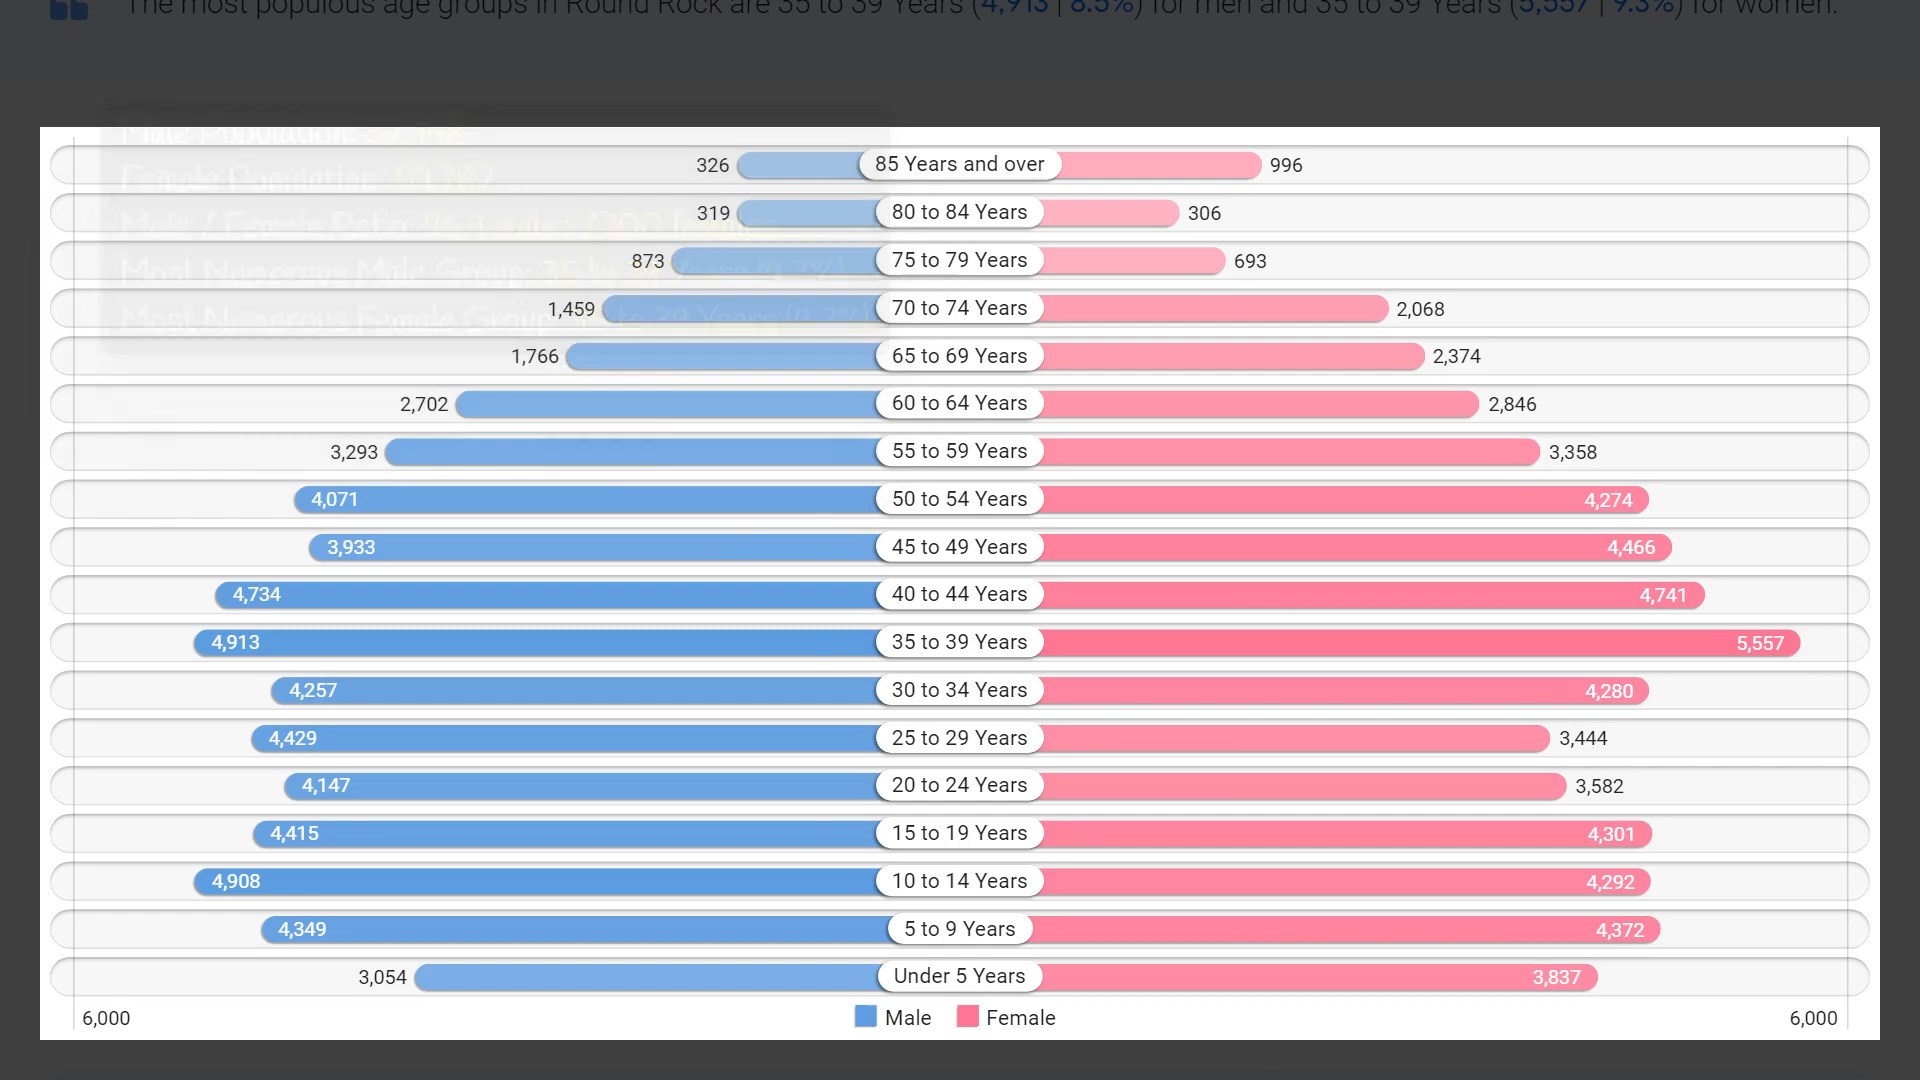 The most populous age groups in Round Rock are 35 to 39 Years (4,913 | 8.5%) for men and 35 to 39 Years (5,557 | 9.3%) for women.
326 85 Years and over 996
319 80 to 84 Years 306
873 75 to 79 Years 693
1,459 70 to 74 Years 2,068
1,766 65 to 69 Years 2,374
2,702 60 to 64 Years 2,846
3,293 55 to 59 Years 3,358
4,071 50 to 54 Years 4,274
3,933 45 to 49 Years 4,466
4,734 40 to 44 Years 4,741
4,913 35 to 39 Years 5,557
4,257 30 to 34 Years 4,280
4,429 25 to 29 Years 3,444
4,147 20 to 24 Years 3,582
4,415 15 to 19 Years 4,301
4,908 10 to 14 Years 4,292
4,349 5 to 9 Years 4,372
3,054 Under 5 Years 3,837
6,000 Male Female 6,000